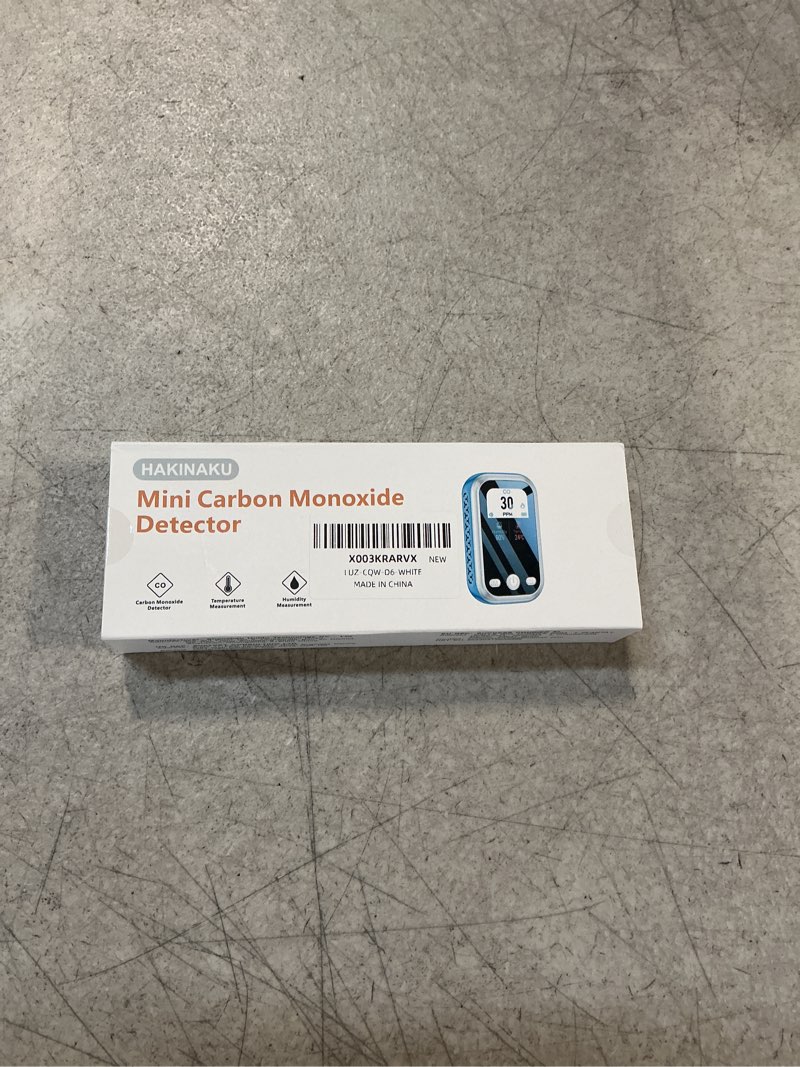 HAKINAKU
Mini Carbon Monoxide
Detector
CO
Carbon Monoxide
Detector
Temperature
Measurement
Humidity
Measurement
X003KRARVX NEW
LUZ-CQW-D6-WHITE
MADE IN CHINA
CO
30
PPM